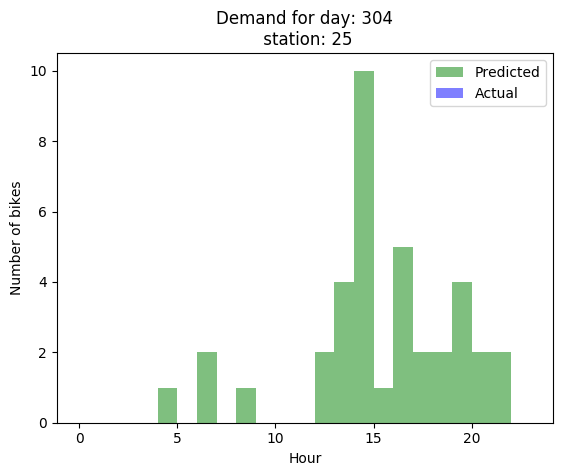 Demand for day: 304
station: 25
Predicted
Actual
10
8
6
4
2
0
Number of bikes
0 5 10 15 20
Hour